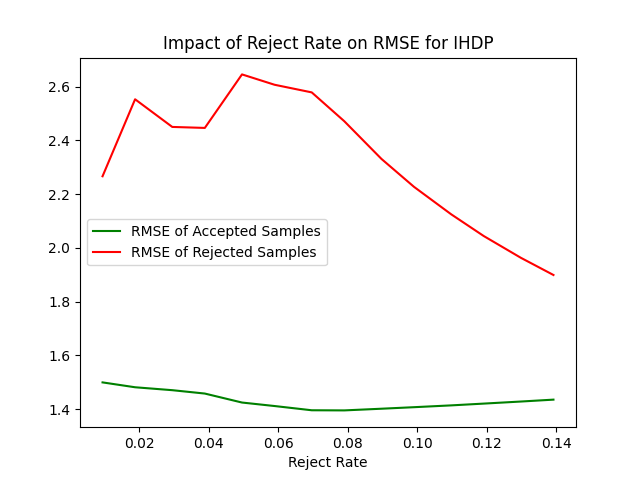 Impact of Reject Rate on RMSE for IHDP
2.6
2.4
2.2
RMSE of Accepted Samples
RMSE of Rejected Samples
2.0
1.8
1.6
1.4
0.02 0.04 0.06 0.08 0.10 0.12 0.14
Reject Rate